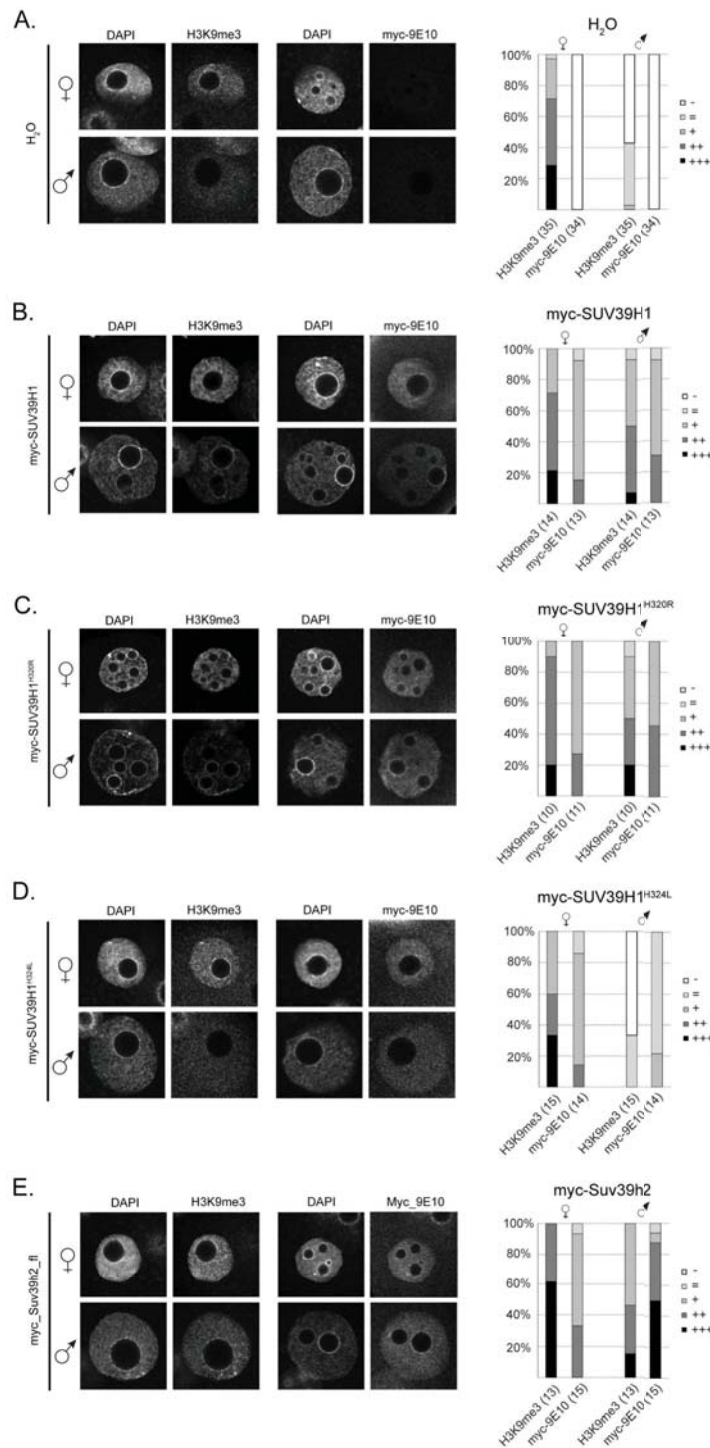 A.
DAPI H3K9me3 DAPI myc-9E10
♀
♂
H₂O
H₂O
♀ ♂
100%
80%
60%
40%
20%
-
=
+
++
+++
H3K9me3 (35)
myc-9E10 (34)
H3K9me3 (35)
myc-9E10 (34)
B.
DAPI H3K9me3 DAPI myc-9E10
♀
♂
myc-SUV39H1
myc-SUV39H1
♀ ♂
100%
80%
60%
40%
20%
-
=
+
++
+++
H3K9me3 (14)
myc-9E10 (13)
H3K9me3 (14)
myc-9E10 (13)
C.
DAPI H3K9me3 DAPI myc-9E10
♀
♂
myc-SUV39H1ᴴ³²⁰ᴿ
myc-SUV39H1ᴴ³²⁰ᴿ
♀ ♂
100%
80%
60%
40%
20%
-
=
+
++
+++
H3K9me3 (10)
myc-9E10 (11)
H3K9me3 (10)
myc-9E10 (11)
D.
DAPI H3K9me3 DAPI myc-9E10
♀
♂
myc-SUV39H1ᴴ³²⁴ᴸ
myc-SUV39H1ᴴ³²⁴ᴸ
♀ ♂
100%
80%
60%
40%
20%
-
=
+
++
+++
H3K9me3 (15)
myc-9E10 (14)
H3K9me3 (15)
myc-9E10 (14)
E.
DAPI H3K9me3 DAPI Myc_9E10
♀
♂
myc_Suv39h2_fl
myc-Suv39h2
♀ ♂
100%
80%
60%
40%
20%
-
=
+
++
+++
H3K9me3 (13)
myc-9E10 (15)
H3K9me3 (13)
myc-9E10 (15)